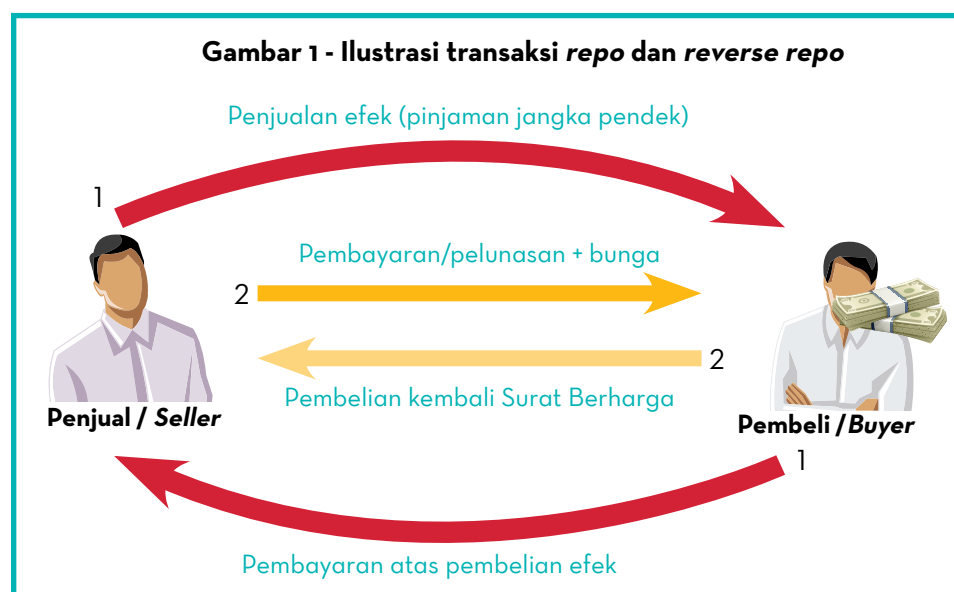 Gambar 1 - Ilustrasi transaksi repo dan reverse repo
Penjualan efek (pinjaman jangka pendek)
1
Pembayaran/pelunasan + bunga
2
2
Pembelian kembali Surat Berharga
Penjual / Seller
Pembeli /Buyer
1
Pembayaran atas pembelian efek